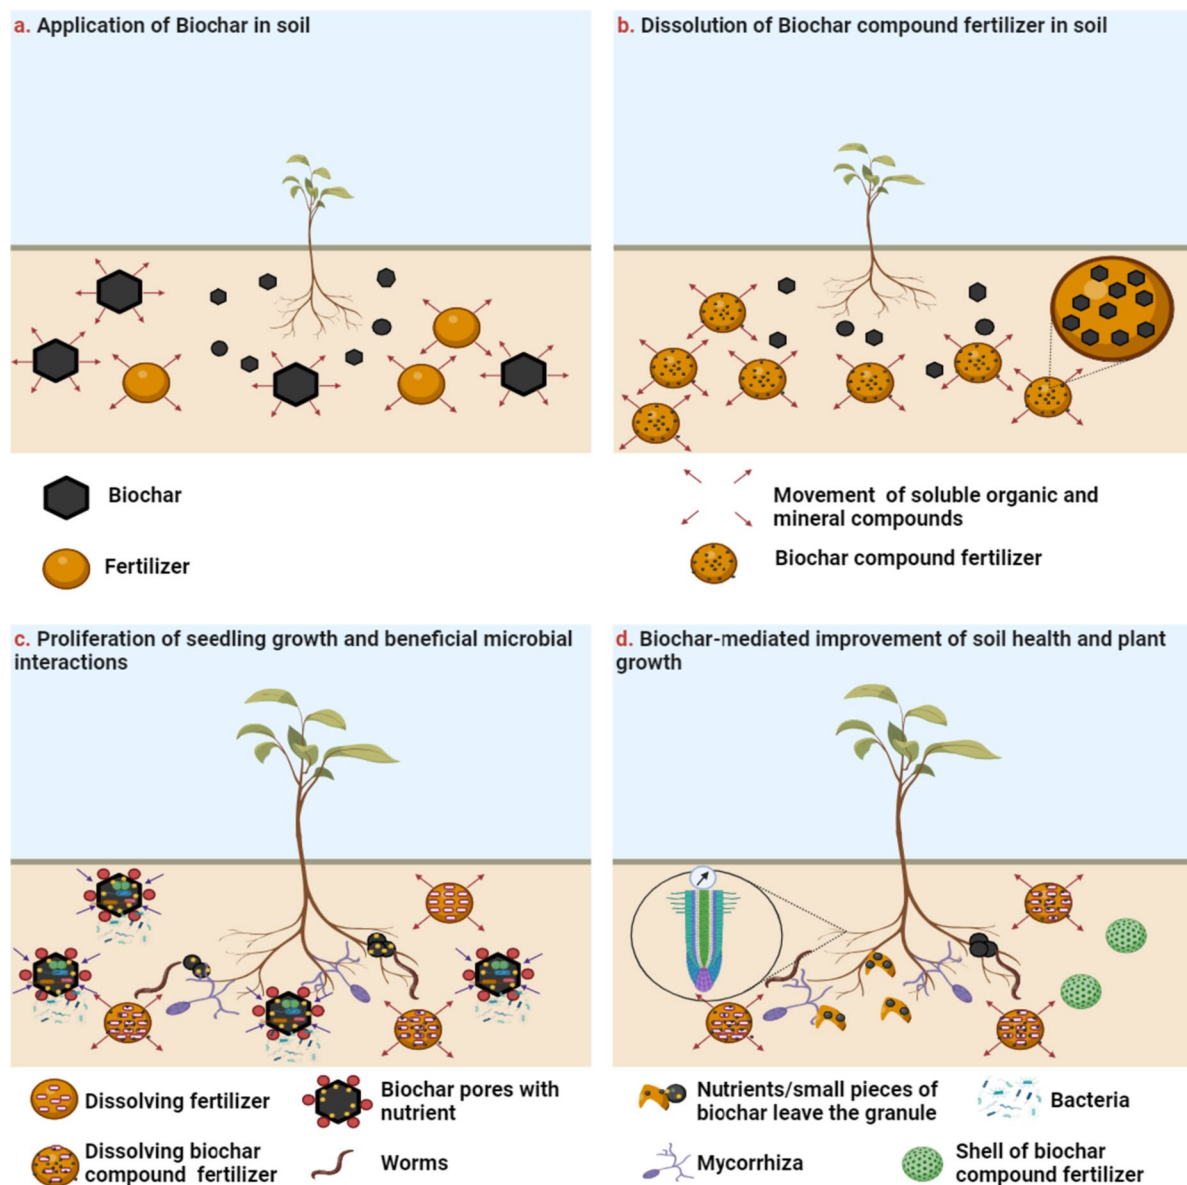 a. Application of Biochar in soil
b. Dissolution of Biochar compound fertilizer in soil
Biochar
Fertilizer
Movement of soluble organic and
mineral compounds
Biochar compound fertilizer
c. Proliferation of seedling growth and beneficial microbial
interactions
d. Biochar-mediated improvement of soil health and plant
growth
Dissolving fertilizer
Biochar pores with
nutrient
Dissolving biochar
compound fertilizer
Worms
Nutrients/small pieces of
biochar leave the granule
Bacteria
Mycorrhiza
Shell of biochar
compound fertilizer